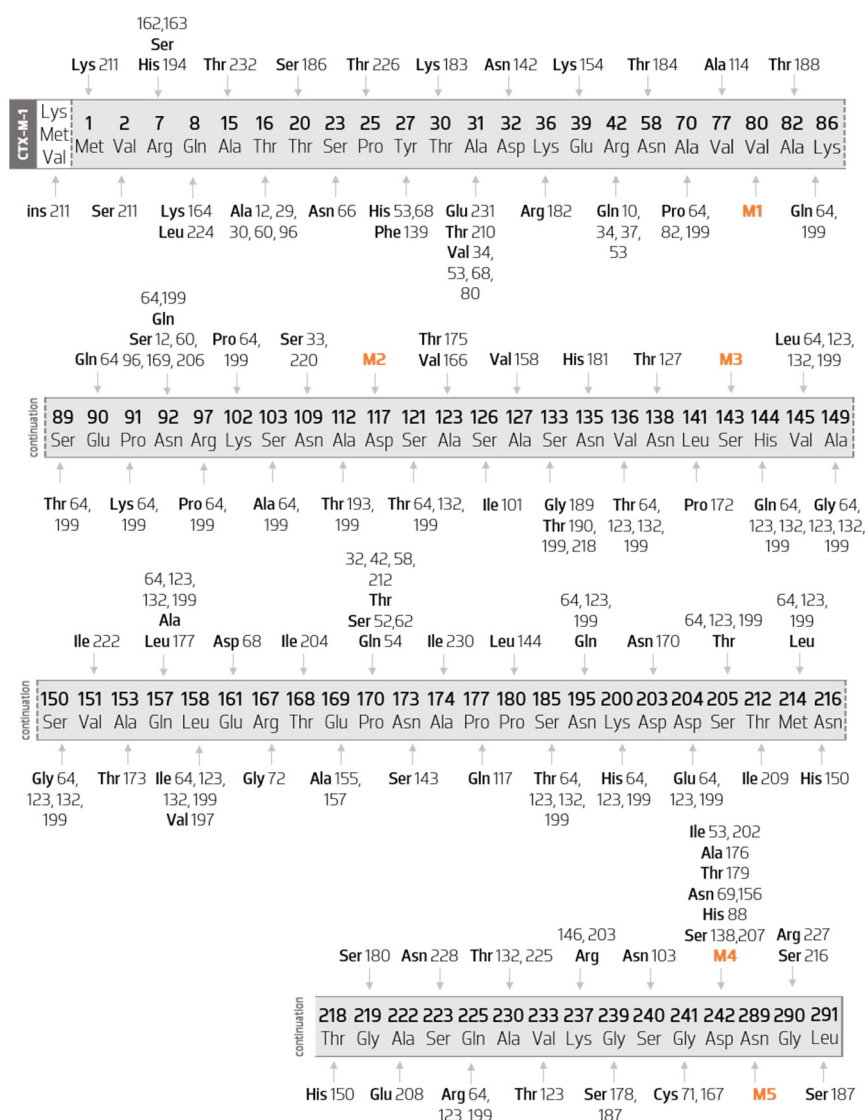 162,163
Ser
Lys 211 His 194 Thr 232 Ser 186 Thr 226 Lys 183 Asn 142 Lys 154 Thr 184 Ala 114 Thr 188
CTX-M-1
Lys
Met
Val
1 2 7 8 15 16 20 23 25 27 30 31 32 36 39 42 58 70 77 80 82 86
Met Val Arg Gln Ala Thr Thr Ser Pro Tyr Thr Ala Asp Lys Glu Arg Asn Ala Val Val Ala Lys
ins 211 Ser 211 Lys 164 Ala 12, 29, Asn 66 His 53,68 Glu 231 Arg 182 Gln 10, Pro 64, M1 Gln 64,
Leu 224 30, 60, 96 Phe 139 Thr 210 34, 37, 82, 199 199
Val 34, 53
53, 68,
80
64,199
Gln
Ser 12, 60, Pro 64, Ser 33, Thr 175 Leu 64, 123,
Gln 64 96, 169, 206 199 220 M2 Val 166 Val 158 His 181 Thr 127 M3 132, 199
continuation
89 90 91 92 97 102 103 109 112 117 121 123 126 127 133 135 136 138 141 143 144 145 149
Ser Glu Pro Asn Arg Lys Ser Asn Ala Asp Ser Ala Ser Ala Ser Asn Val Asn Leu Ser His Val Ala
Thr 64, Lys 64, Pro 64, Ala 64, Thr 193, Thr 64, 132, Ile 101 Gly 189 Thr 64, Pro 172 Gln 64, Gly 64,
199 199 199 199 199 199 Thr 190, 123, 132, 123, 132, 123, 132,
199, 218 199 199 199
32, 42, 58,
64, 123, 212
132, 199 Thr 64, 123, 64, 123,
Ala Ser 52,62 199 64, 123, 199 199
Ile 222 Leu 177 Asp 68 Ile 204 Gln 54 Ile 230 Leu 144 Gln Asn 170 Thr Leu
continuation
150 151 153 157 158 161 167 168 169 170 173 174 177 180 185 195 200 203 204 205 212 214 216
Ser Val Ala Gln Leu Glu Arg Thr Glu Pro Asn Ala Pro Pro Ser Asn Lys Asp Asp Ser Thr Met Asn
Gly 64, Thr 173 Ile 64, 123, Gly 72 Ala 155, Ser 143 Gln 117 Thr 64, His 64, Glu 64, Ile 209 His 150
123, 132, 132, 199 157 123, 132, 123, 199 123, 199
199 Val 197 199
Ile 53, 202
Ala 176
Thr 179
Asn 69,156
His 88
146, 203 Ser 138,207 Arg 227
Ser 180 Asn 228 Thr 132, 225 Arg Asn 103 M4 Ser 216
continuation
218 219 222 223 225 230 233 237 239 240 241 242 289 290 291
Thr Gly Ala Ser Gln Ala Val Lys Gly Ser Gly Asp Asn Gly Leu
His 150 Glu 208 Arg 64, Thr 123 Ser 178, Cys 71, 167 M5 Ser 187
123, 199 187